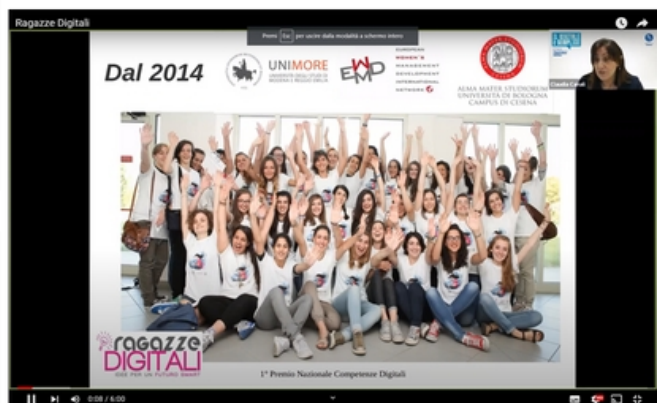 Ragazze Digitali
Premi Esc per uscire dalla modalità a schermo intero
Dal 2014
UNIMORE
UNIVERSITÀ DEGLI STUDI DI
MODENA E REGGIO EMILIA
EWMD
EUROPEAN
WOMEN'S
MANAGEMENT
DEVELOPMENT
INTERNATIONAL
NETWORK
ALMA MATER STUDIORUM
UNIVERSITÀ DI BOLOGNA
CAMPUS DI CESENA
ragazze
DIGITALI
IDEE PER UN FUTURO SMART
1° Premio Nazionale Competenze Digitali
0:08 / 6:00